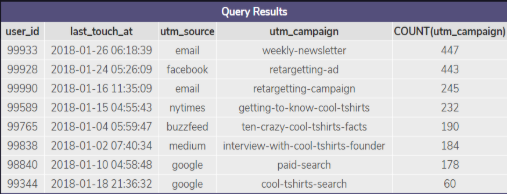 Query Results
user_id last_touch_at utm_source utm_campaign COUNT(utm_campaign)
99933 2018-01-26 06:18:39 email weekly-newsletter 447
99928 2018-01-24 05:26:09 facebook retargetting-ad 443
99990 2018-01-16 11:35:09 email retargetting-campaign 245
99589 2018-01-15 04:55:43 nytimes getting-to-know-cool-tshirts 232
99765 2018-01-04 05:59:47 buzzfeed ten-crazy-cool-tshirts-facts 190
99838 2018-01-02 07:40:34 medium interview-with-cool-tshirts-founder 184
98840 2018-01-10 04:58:48 google paid-search 178
99344 2018-01-18 21:36:32 google cool-tshirts-search 60